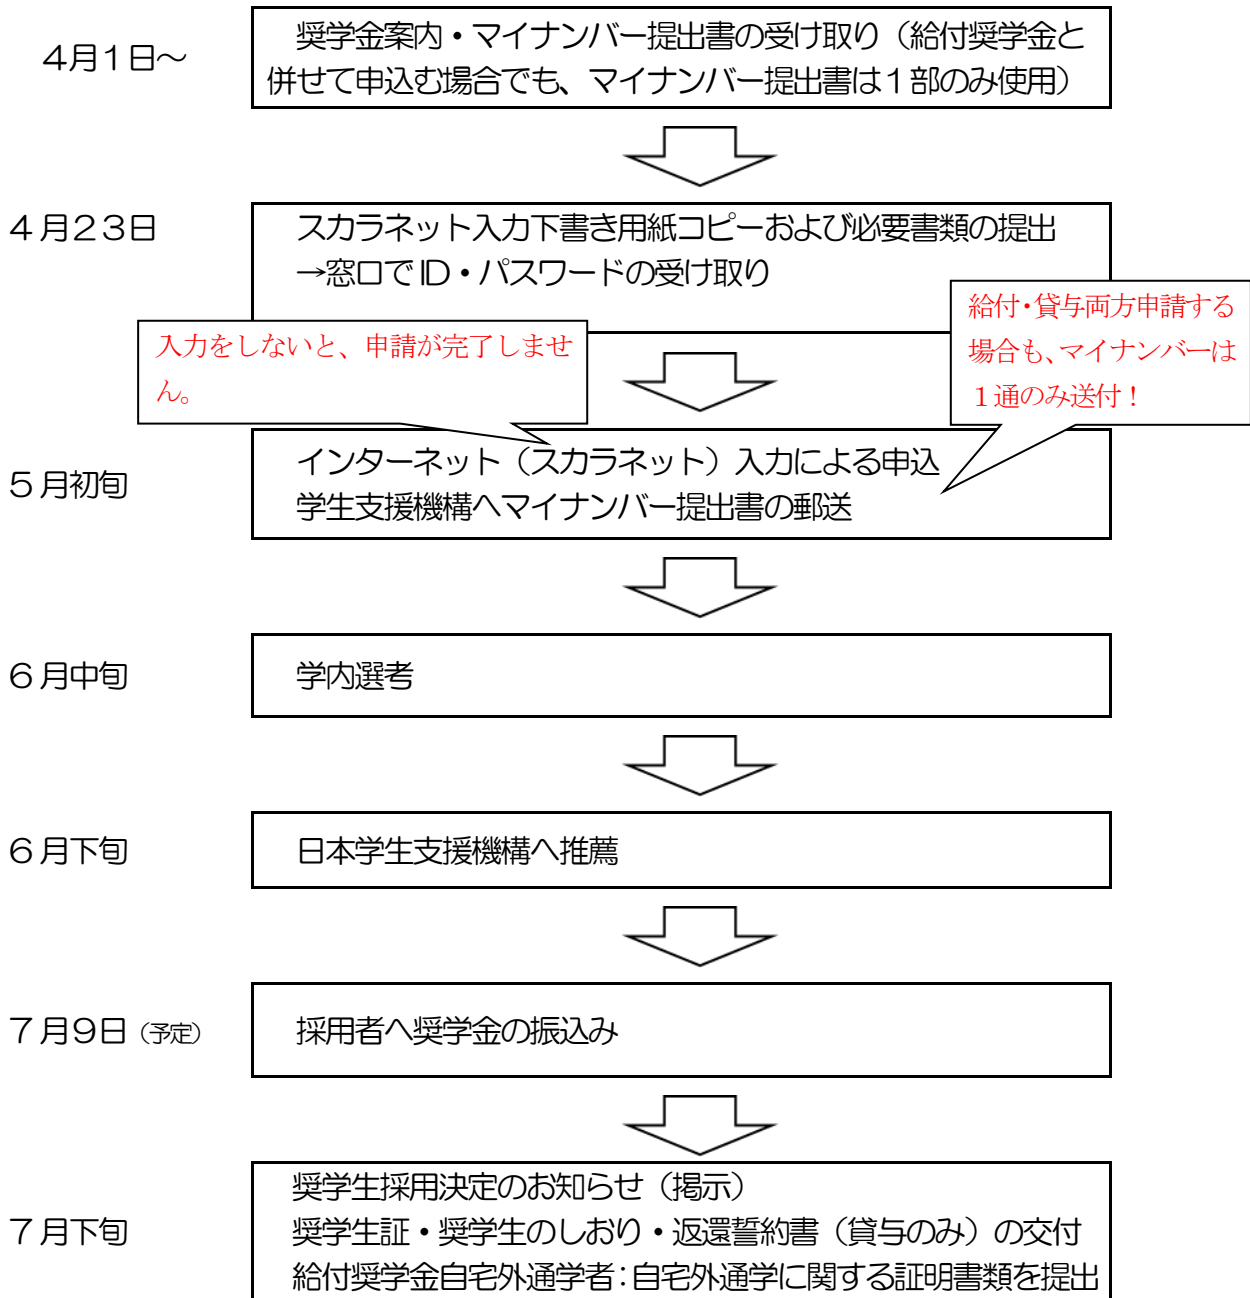 4月1日~
奨学金案内・マイナンバー提出書の受け取り(給付奨学金と
併せて申込む場合でも、マイナンバー提出書は1部のみ使用)
4月23日
スカラネット入力下書き用紙コピーおよび必要書類の提出
→窓口でID・パスワードの受け取り
給付・貸与両方申請する
場合も、マイナンバーは
1通のみ送付!
入力をしないと、申請が完了しませ
ん。
5月初旬
インターネット(スカラネット)入力による申込
学生支援機構へマイナンバー提出書の郵送
6月中旬
学内選考
6月下旬
日本学生支援機構へ推薦
7月9日(予定)
採用者へ奨学金の振込み
7月下旬
奨学生採用決定のお知らせ(掲示)
奨学生証・奨学生のしおり・返還誓約書(貸与のみ)の交付
給付奨学金自宅外通学者:自宅外通学に関する証明書類を提出